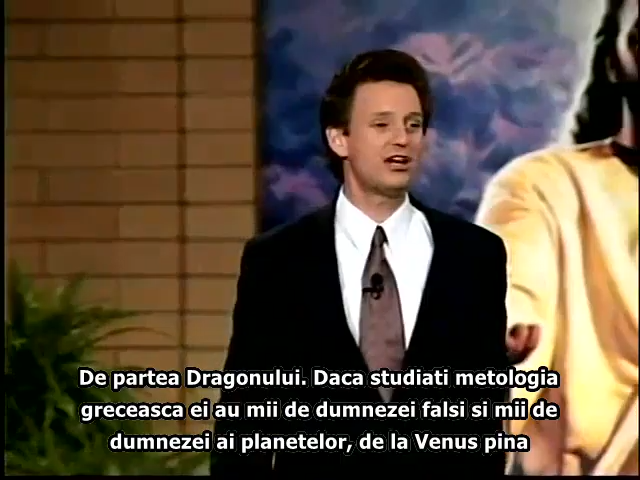 De partea Dragonului. Daca studiati metologia
greceasca ei au mii de dumnezei falsi si mii de
dumnezei ai planetelor, de la Venus pina